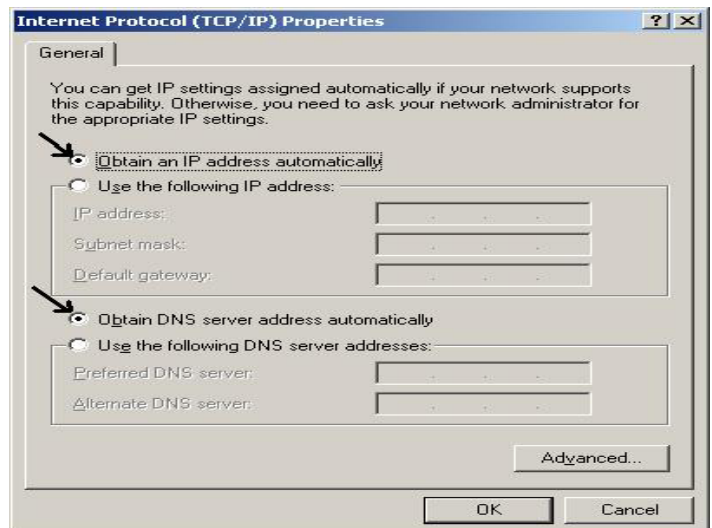 Internet Protocol (TCP/IP) Properties
General
You can get IP settings assigned automatically if your network supports
this capability. Otherwise, you need to ask your network administrator for
the appropriate IP settings.
Obtain an IP address automatically
Use the following IP address:
IP address:
Subnet mask:
Default gateway:
Obtain DNS server address automatically
Use the following DNS server addresses:
Preferred DNS server:
Alternate DNS server:
Advanced...
OK
Cancel